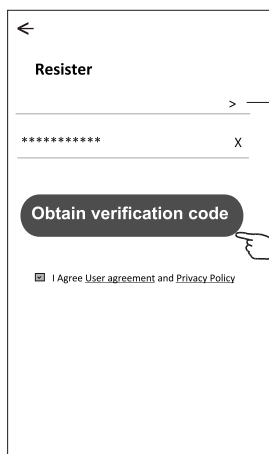 Resister
>
*********** X
Obtain verification code
I Agree User agreement and Privacy Policy